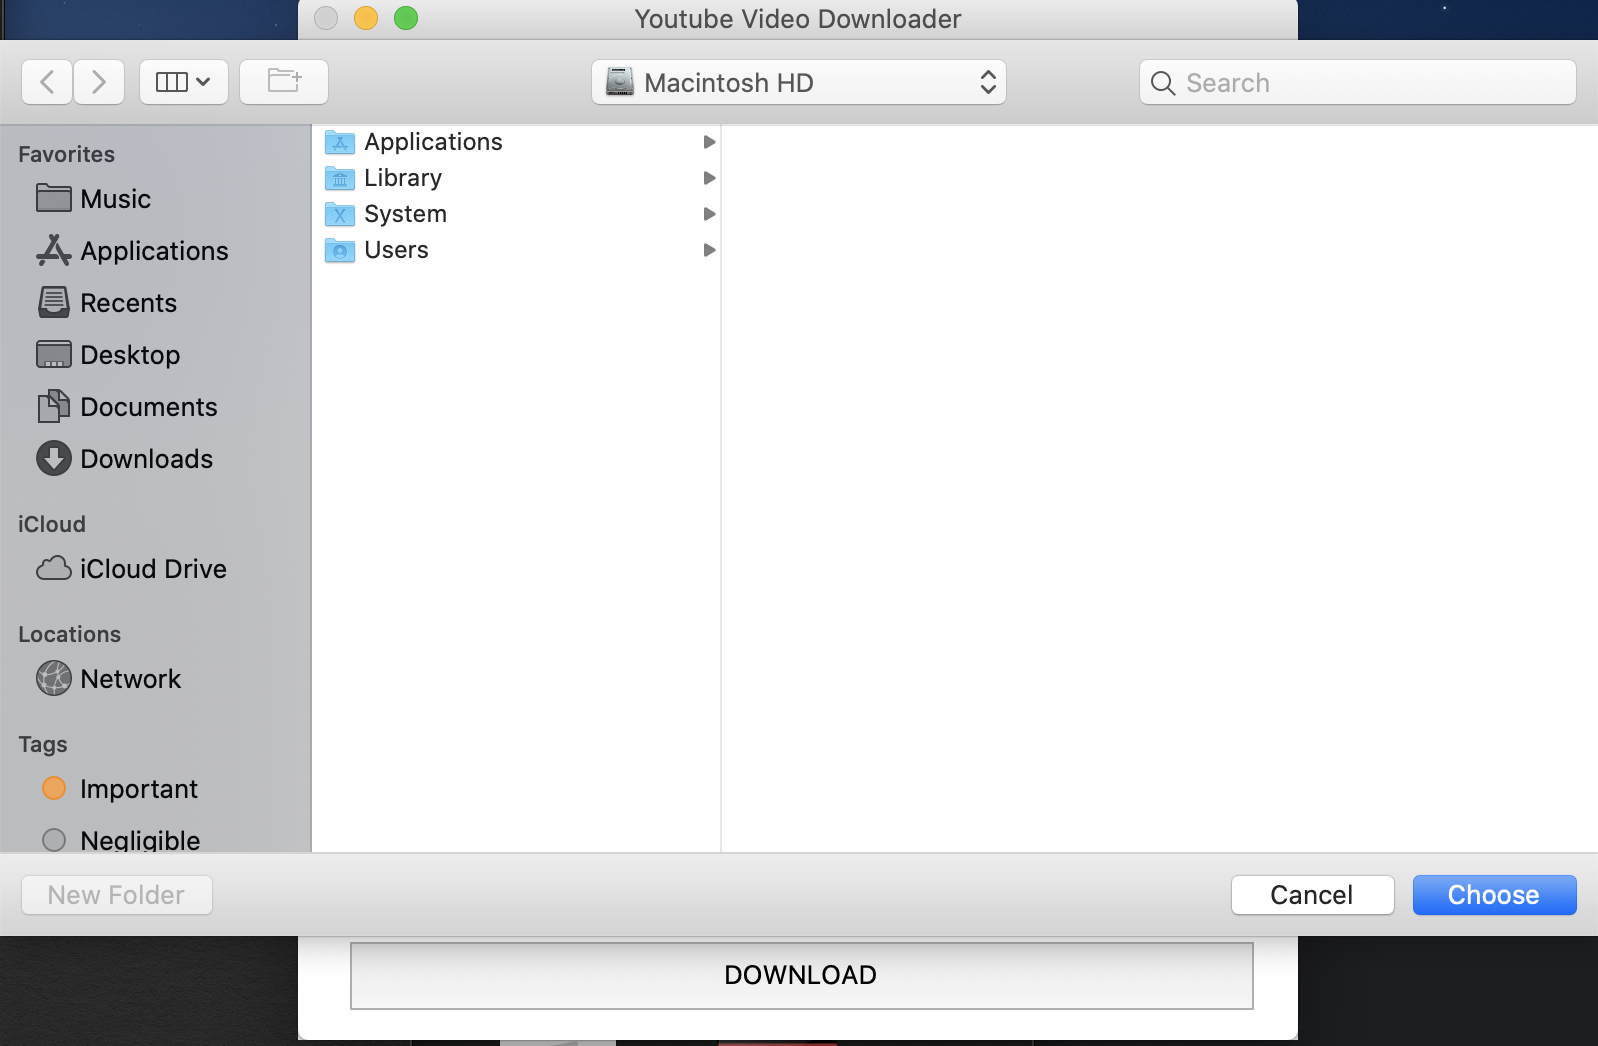 Youtube Video Downloader
Macintosh HD
Search
Favorites
Music
Applications
Recents
Desktop
Documents
Downloads
iCloud
iCloud Drive
Locations
Network
Tags
Important
Negligible
Applications
Library
System
Users
New Folder
Cancel
Choose
DOWNLOAD